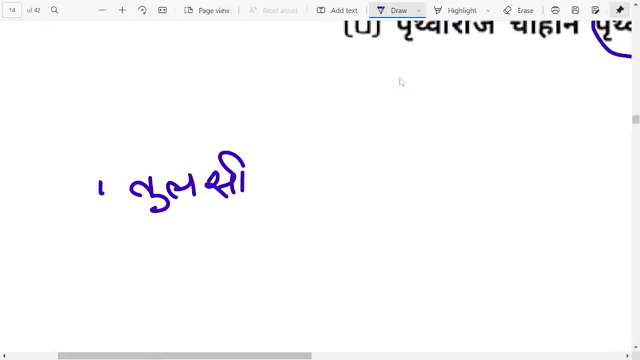 14 of 42 Page view Read aloud Add text Draw Highlight Erase
(D) पृथ्वीराज चौहान
। तुलसी